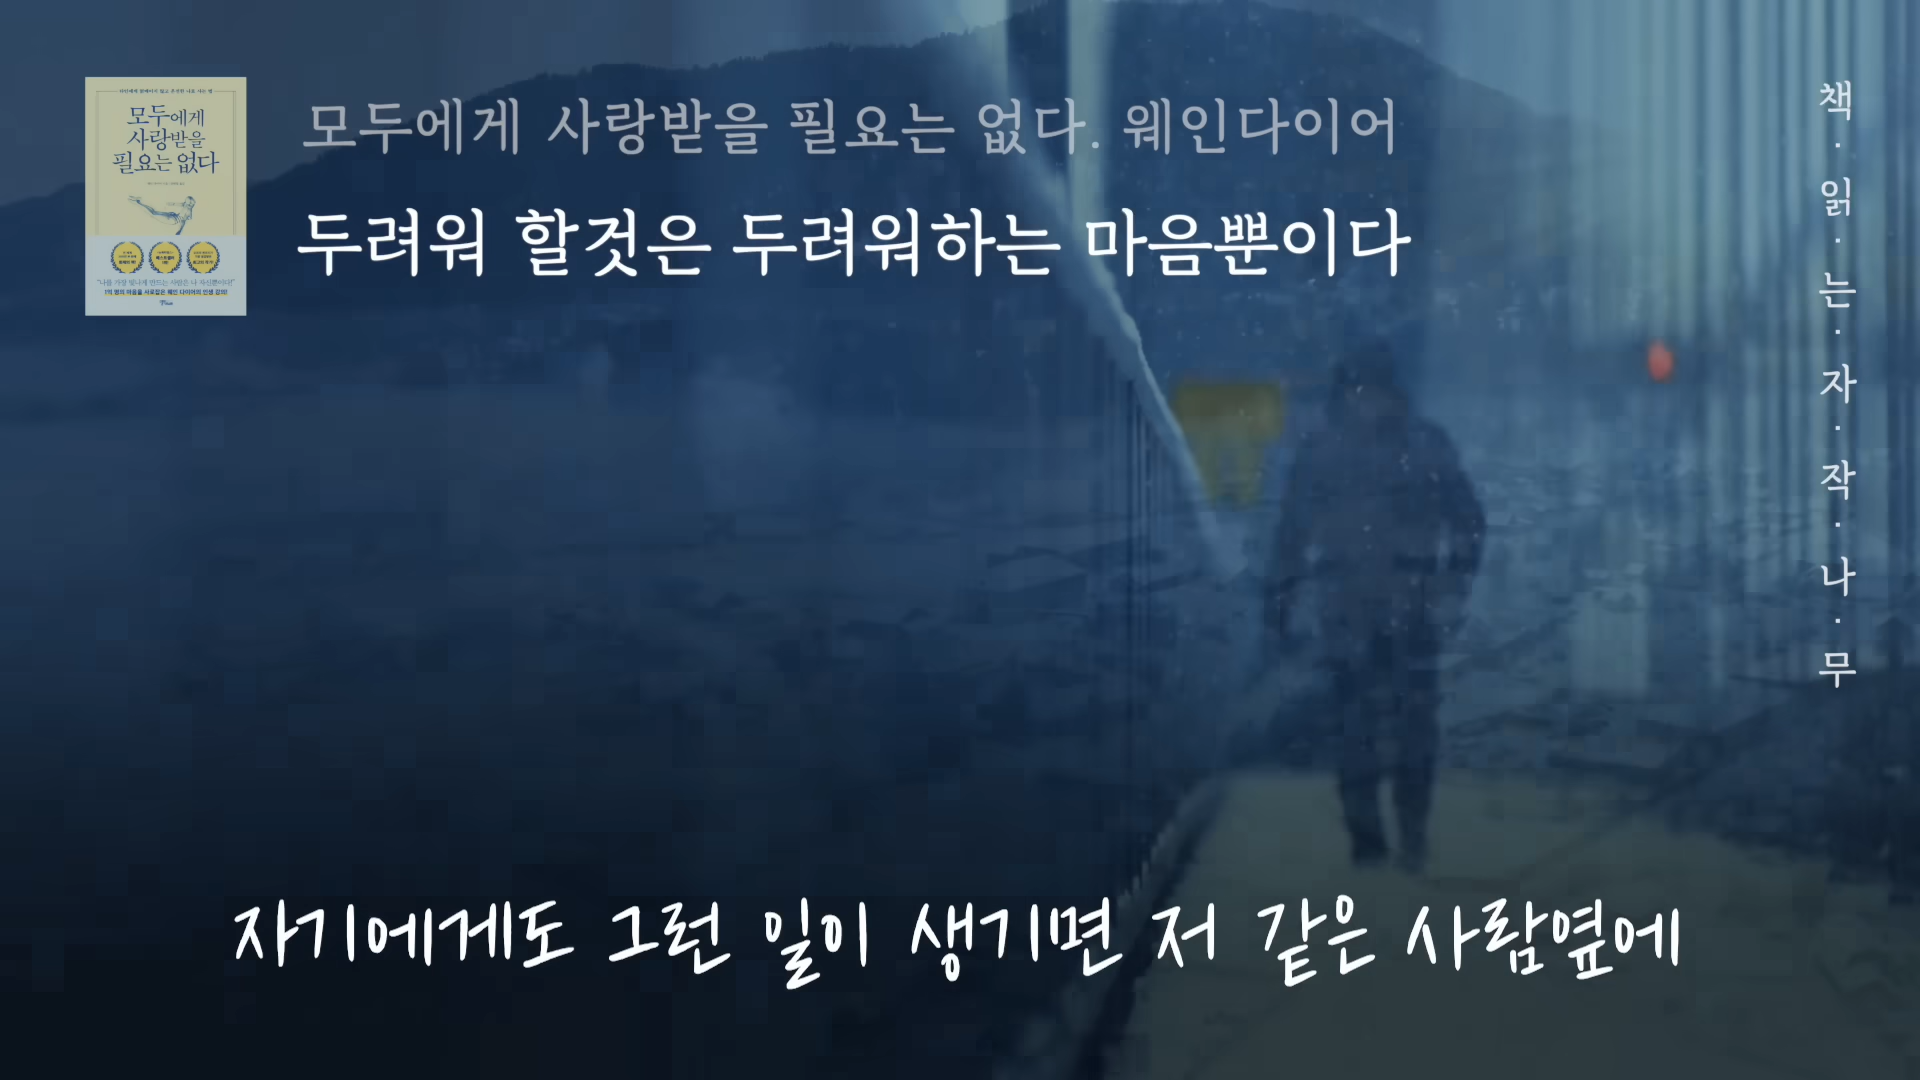 모두에게
사랑받을
필요는 없다
모두에게 사랑받을 필요는 없다. 웨인다이어
두려워 할것은 두려워하는 마음뿐이다
책·읽·는·자·작·나·무
자기에게도 그런 일이 생기면 저 같은 사람옆에